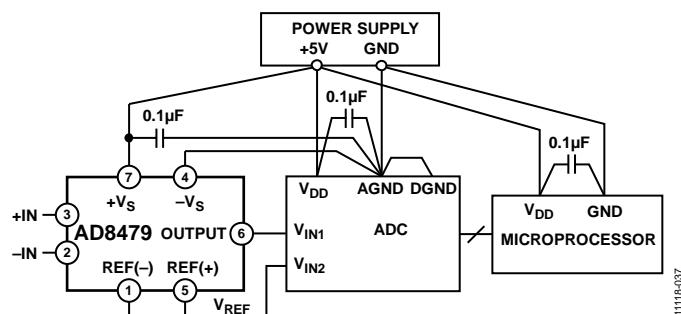 POWER SUPPLY
+5V GND
0.1µF
0.1µF
0.1µF
7 4
+VS –VS
VDD AGND DGND
VDD GND
+IN 3
AD8479 OUTPUT 6
VIN1 ADC
MICROPROCESSOR
–IN 2
REF(–) REF(+)
VIN2
1 5
VREF
11118-037